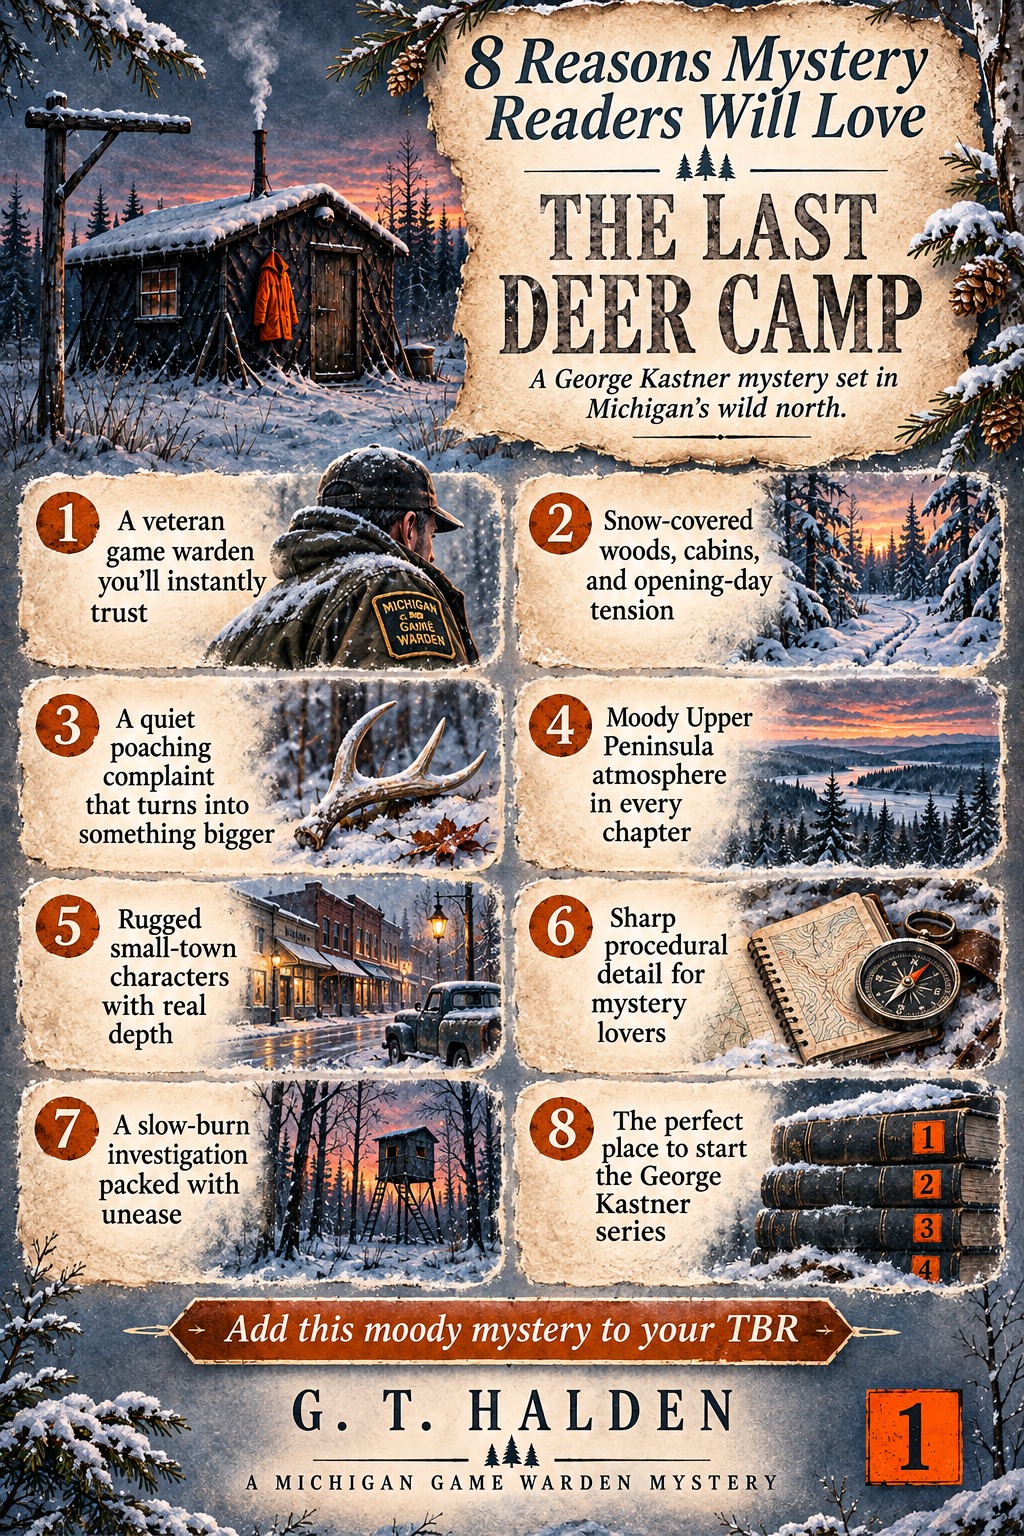 8 Reasons Mystery
Readers Will Love
THE LAST
DEER CAMP
A George Kastner mystery set in
Michigan's wild north.
1
A veteran
game warden
you'll instantly
trust
MICHIGAN
GAME
WARDEN
2
Snow-covered
woods, cabins,
and opening-day
tension
3
A quiet
poaching
complaint
that turns into
something bigger
4
Moody Upper
Peninsula
atmosphere
in every
chapter
5
Rugged
small-town
characters
with real
depth
6
Sharp
procedural
detail for
mystery
lovers
7
A slow-burn
investigation
packed with
unease
8
The perfect
place to start
the George
Kastner
series
1
2
3
4
Add this moody mystery to your TBR
G. T. HALDEN
A MICHIGAN GAME WARDEN MYSTERY
1